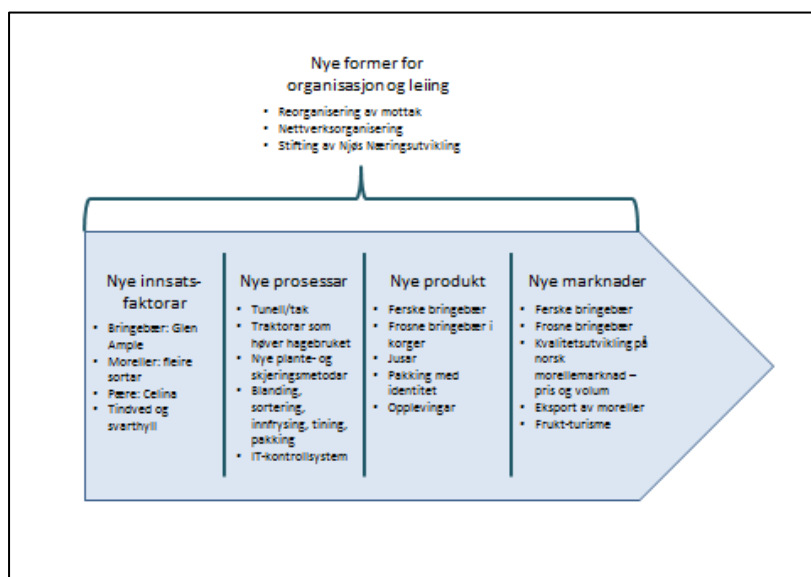 Nye former for
organisasjon og leiing
• Reorganisering av mottak
• Nettverksorganisering
• Stifting av Njøs Næringsutvikling
Nye innsats-
faktorar
• Bringebær: Glen
Ample
• Moreller: fleire
sortar
• Pære: Celina
• Tindved og
svarthyll
Nye prosessar
• Tunell/tak
• Traktorar som
høver hagebruket
• Nye plante- og
skjeringsmetodar
• Blanding,
sortering,
innfrysing, tining,
pakking
• IT-kontrollsystem
Nye produkt
• Ferske bringebær
• Frosne bringebær i
korger
• Jusar
• Pakking med
identitet
• Opplevingar
Nye marknader
• Ferske bringebær
• Frosne bringebær
• Kvalitetsutvikling på
norsk
morellemarknad –
pris og volum
• Eksport av moreller
• Frukt-turisme